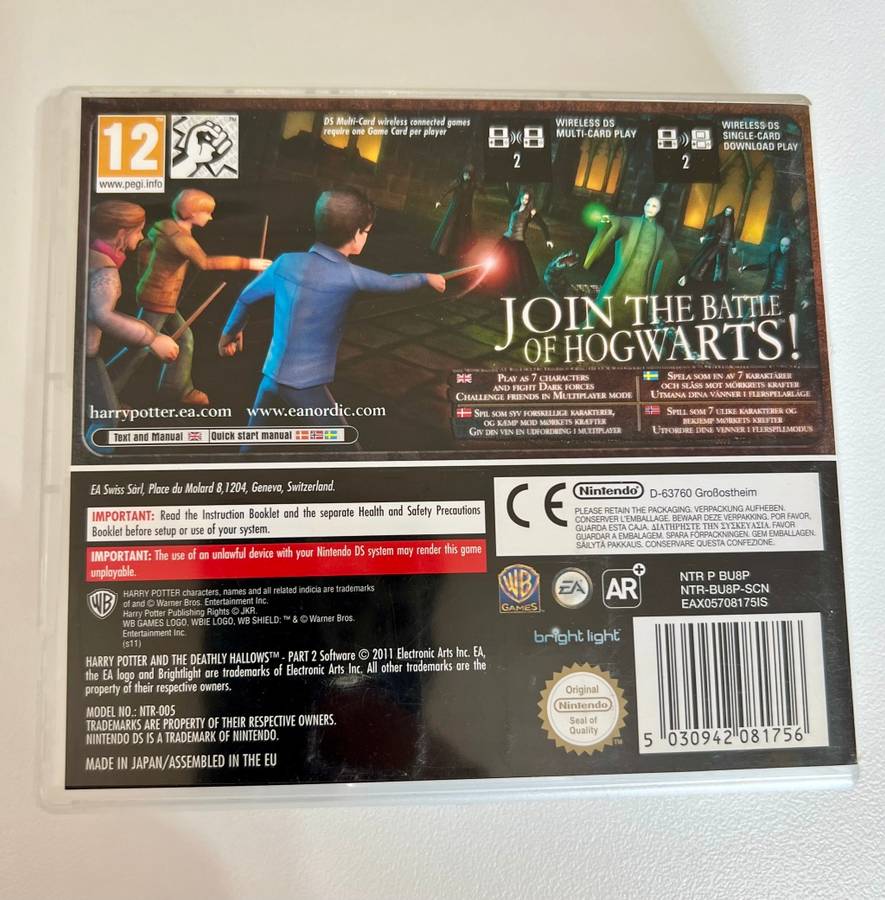 12
www.pegi.info
DS Multi-Card wireless connected games
require one Game Card per player
WIRELESS DS
MULTI-CARD PLAY
2
WIRELESS DS
SINGLE-CARD
DOWNLOAD PLAY
2
JOIN THE BATTLE
OF HOGWARTS!
PLAY AS 7 CHARACTERS
AND FIGHT DARK FORCES
CHALLENGE FRIENDS IN MULTIPLAYER MODE
SPELA SOM EN AV 7 KARAKTÄRER
OCH SLÅSS MOT MÖRKRETS KRAFTER
UTMANA DINA VÄNNER I FLERSPELARLÄGE
SPIL SOM SYV FORSKELLIGE KARAKTERER,
OG KÆMP MOD MØRKETS KRÆFTER
GIV DIN VEN EN UDFORDRING I MULTIPLAYER
SPILL SOM 7 ULIKE KARAKTERER OG
BEKJEMP MØRKETS KREFTER
UTFORDRE DINE VENNER I FLERSPILLMODUS
harrypotter.ea.com www.eanordic.com
Text and Manual Quick start manual
EA Swiss Sàrl, Place du Molard 8,1204, Geneva, Switzerland.
IMPORTANT: Read the Instruction Booklet and the separate Health and Safety Precautions
Booklet before setup or use of your system.
IMPORTANT: The use of an unlawful device with your Nintendo DS system may render this game
unplayable.
CE
Nintendo® D-63760 Großostheim
PLEASE RETAIN THE PACKAGING. VERPACKUNG AUFHEBEN.
CONSERVER L'EMBALLAGE. BEWAAR DEZE VERPAKKING. POR FAVOR,
GUARDA ESTA CAJA. ΔΙΑΤΗΡΗΣΤΕ ΤΗΝ ΣΥΣΚΕΥΑΣΙΑ. FAVOR
GUARDAR A EMBALAGEM. SPARA FÖRPACKNINGEN. GEM EMBALLAGEN.
SÄILYTÄ PAKKAUS. CONSERVARE QUESTA CONFEZIONE.
WB
HARRY POTTER characters, names and all related indicia are trademarks
of and © Warner Bros. Entertainment Inc.
Harry Potter Publishing Rights © JKR.
WB GAMES LOGO, WBIE LOGO, WB SHIELD: ™ & © Warner Bros.
Entertainment Inc.
(s11)
WB
GAMES
EA
AR+
NTR P BU8P
NTR-BU8P-SCN
EAX05708175IS
bright light™
HARRY POTTER AND THE DEATHLY HALLOWS™ - PART 2 Software © 2011 Electronic Arts Inc. EA,
the EA logo and Brightlight are trademarks of Electronic Arts Inc. All other trademarks are the
property of their respective owners.
MODEL NO.: NTR-005
TRADEMARKS ARE PROPERTY OF THEIR RESPECTIVE OWNERS.
NINTENDO DS IS A TRADEMARK OF NINTENDO.
MADE IN JAPAN/ASSEMBLED IN THE EU
Original
Nintendo
Seal of
Quality
TM
5 030942 081756